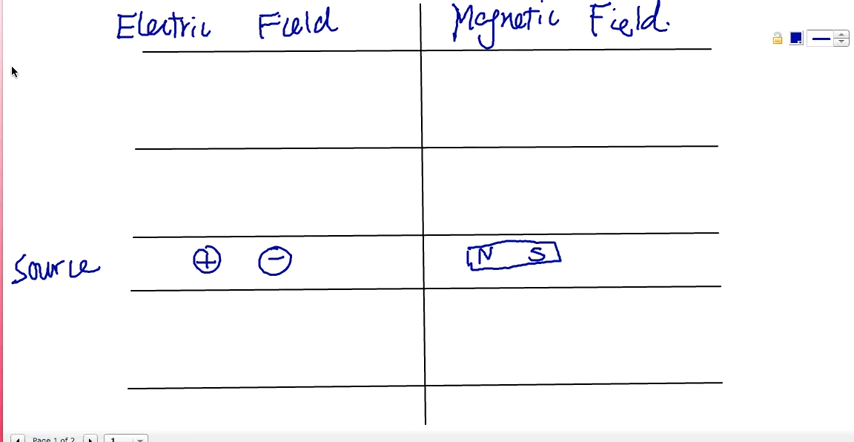 Electric Field
Magnetic Field.
Source
+ −
N S
Page 1 of 2
1